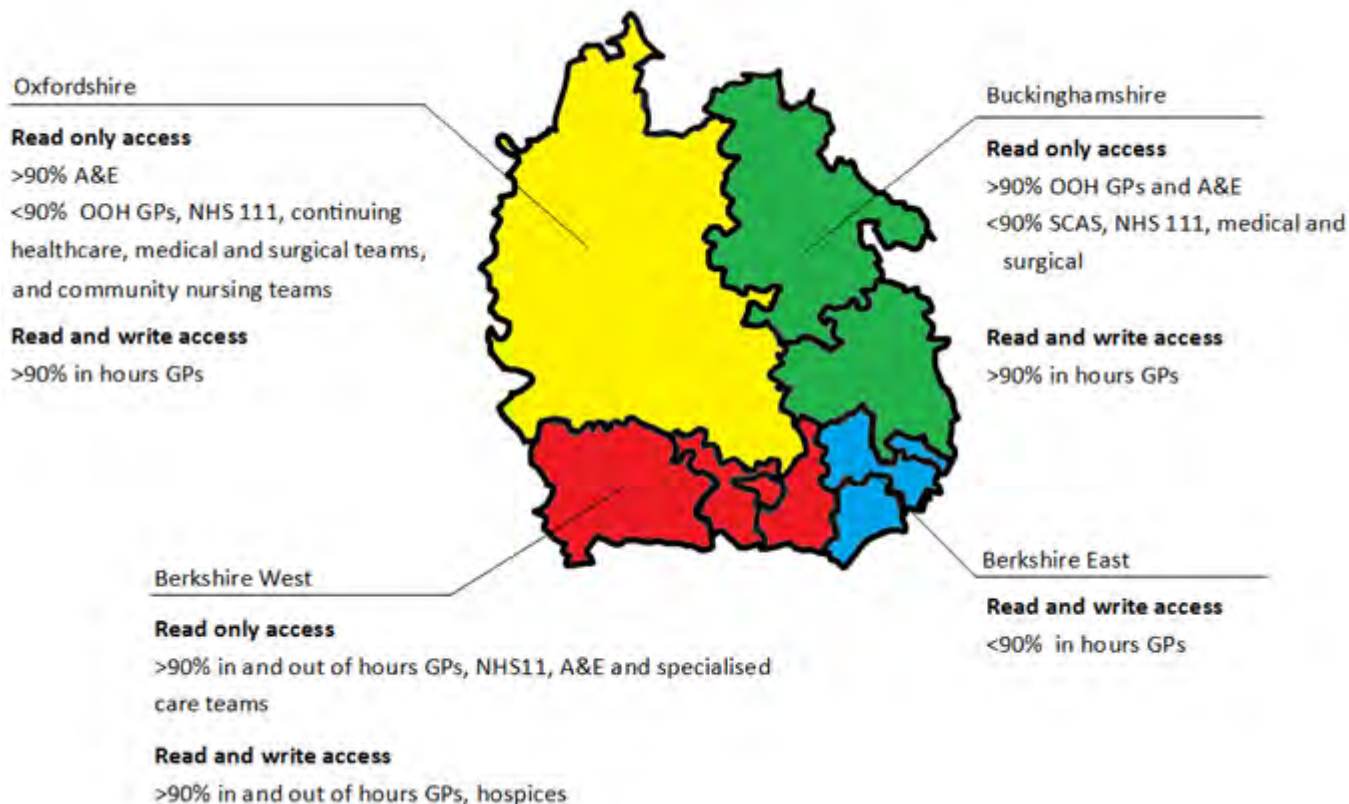 Oxfordshire
Read only access
>90% A&E
<90% OOH GPs, NHS 111, continuing
healthcare, medical and surgical teams,
and community nursing teams
Read and write access
>90% in hours GPs
Buckinghamshire
Read only access
>90% OOH GPs and A&E
<90% SCAS, NHS 111, medical and
surgical
Read and write access
>90% in hours GPs
Berkshire West
Read only access
>90% in and out of hours GPs, NHS11, A&E and specialised
care teams
Read and write access
>90% in and out of hours GPs, hospices
Berkshire East
Read and write access
<90% in hours GPs